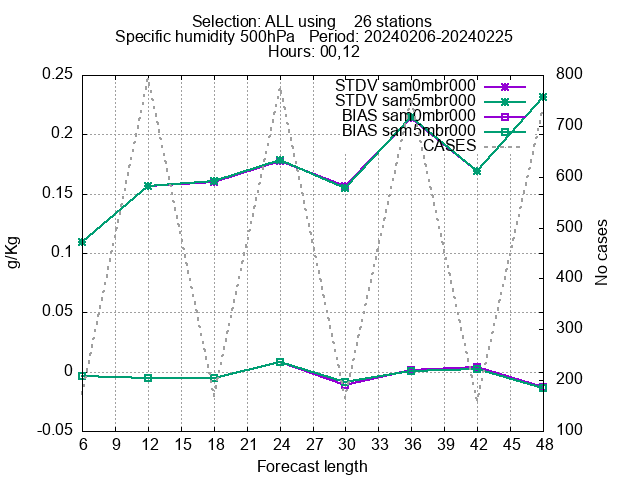 Selection: ALL using    26 stations
Specific humidity 500hPa   Period: 20240206-20240225
Hours: 00,12
STDV sam0mbr000
STDV sam5mbr000
BIAS sam0mbr000
BIAS sam5mbr000
CASES
0.25
0.2
0.15
0.1
0.05
0
-0.05
g/Kg
800
700
600
500
400
300
200
100
No cases
6 9 12 15 18 21 24 27 30 33 36 39 42 45 48
Forecast length